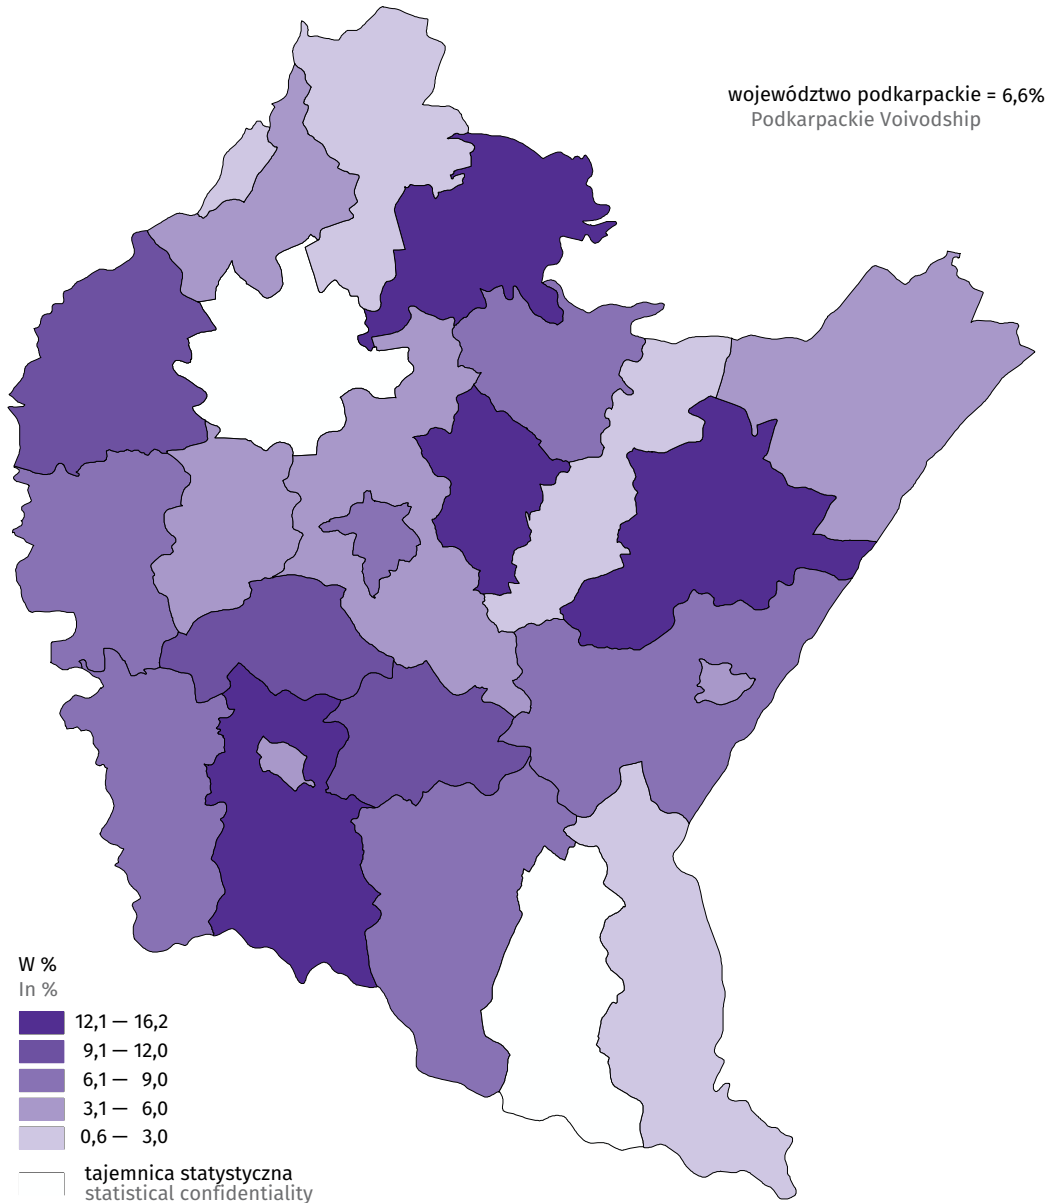 województwo podkarpackie = 6,6%
Podkarpackie Voivodship
W %
In %
12,1 — 16,2
9,1 — 12,0
6,1 — 9,0
3,1 — 6,0
0,6 — 3,0
tajemnica statystyczna
statistical confidentiality